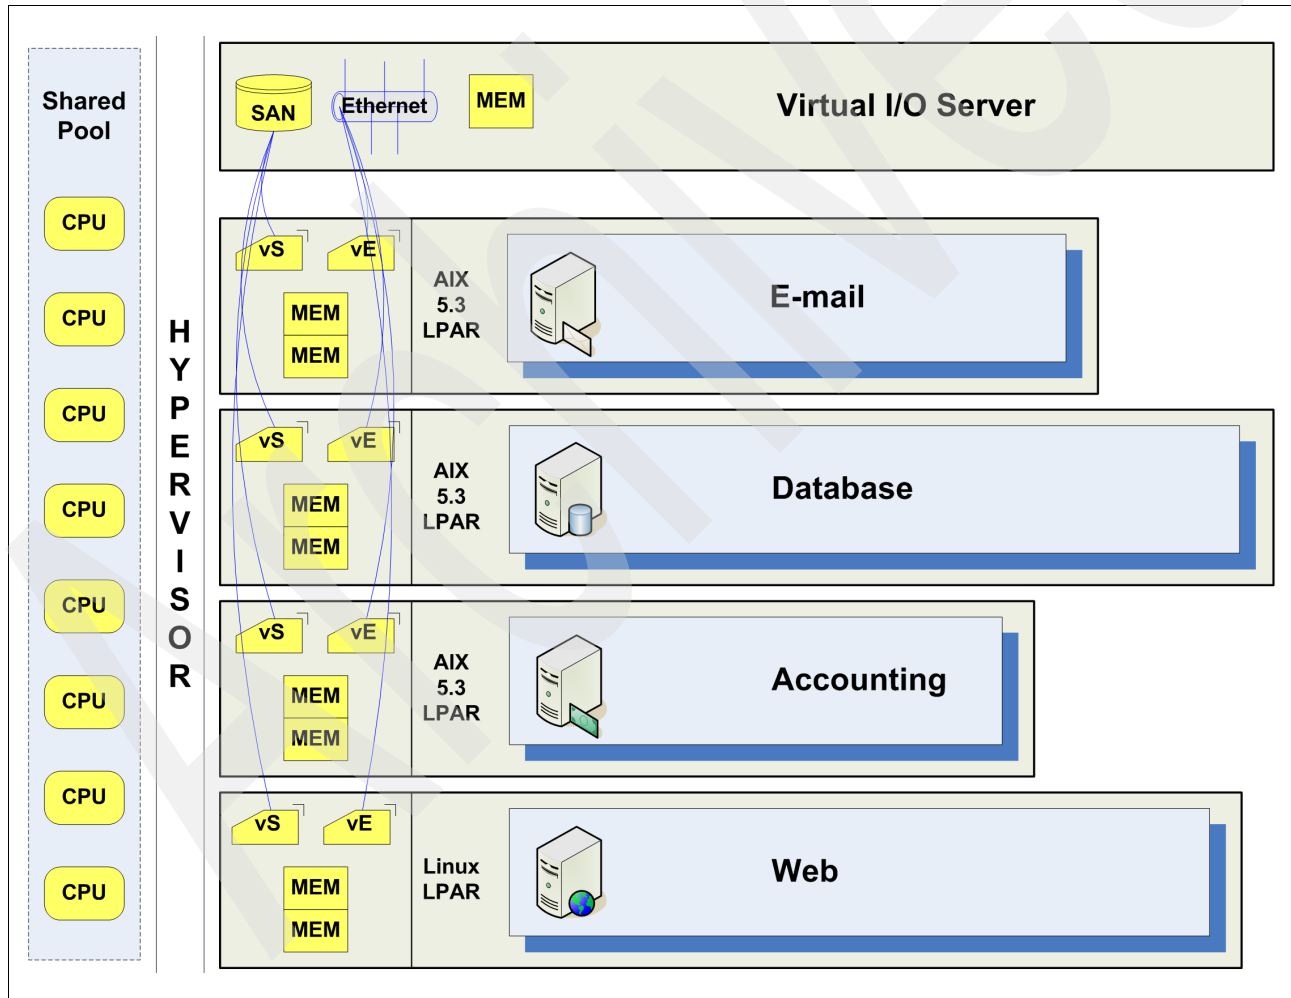 Shared
Pool
CPU
CPU
CPU
CPU
CPU
CPU
CPU
CPU
H
Y
P
E
R
V
I
S
O
R
SAN
Ethernet
MEM
Virtual I/O Server
vS
vE
MEM
MEM
AIX
5.3
LPAR
E-mail
vS
vE
MEM
MEM
AIX
5.3
LPAR
Database
vS
vE
MEM
MEM
AIX
5.3
LPAR
Accounting
vS
vE
MEM
MEM
Linux
LPAR
Web